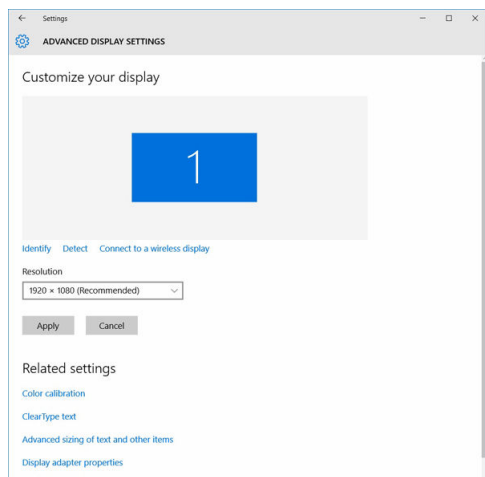 Settings
ADVANCED DISPLAY SETTINGS
Customize your display
1
Identify Detect Connect to a wireless display
Resolution
1920 × 1080 (Recommended)
Apply Cancel
Related settings
Color calibration
ClearType text
Advanced sizing of text and other items
Display adapter properties